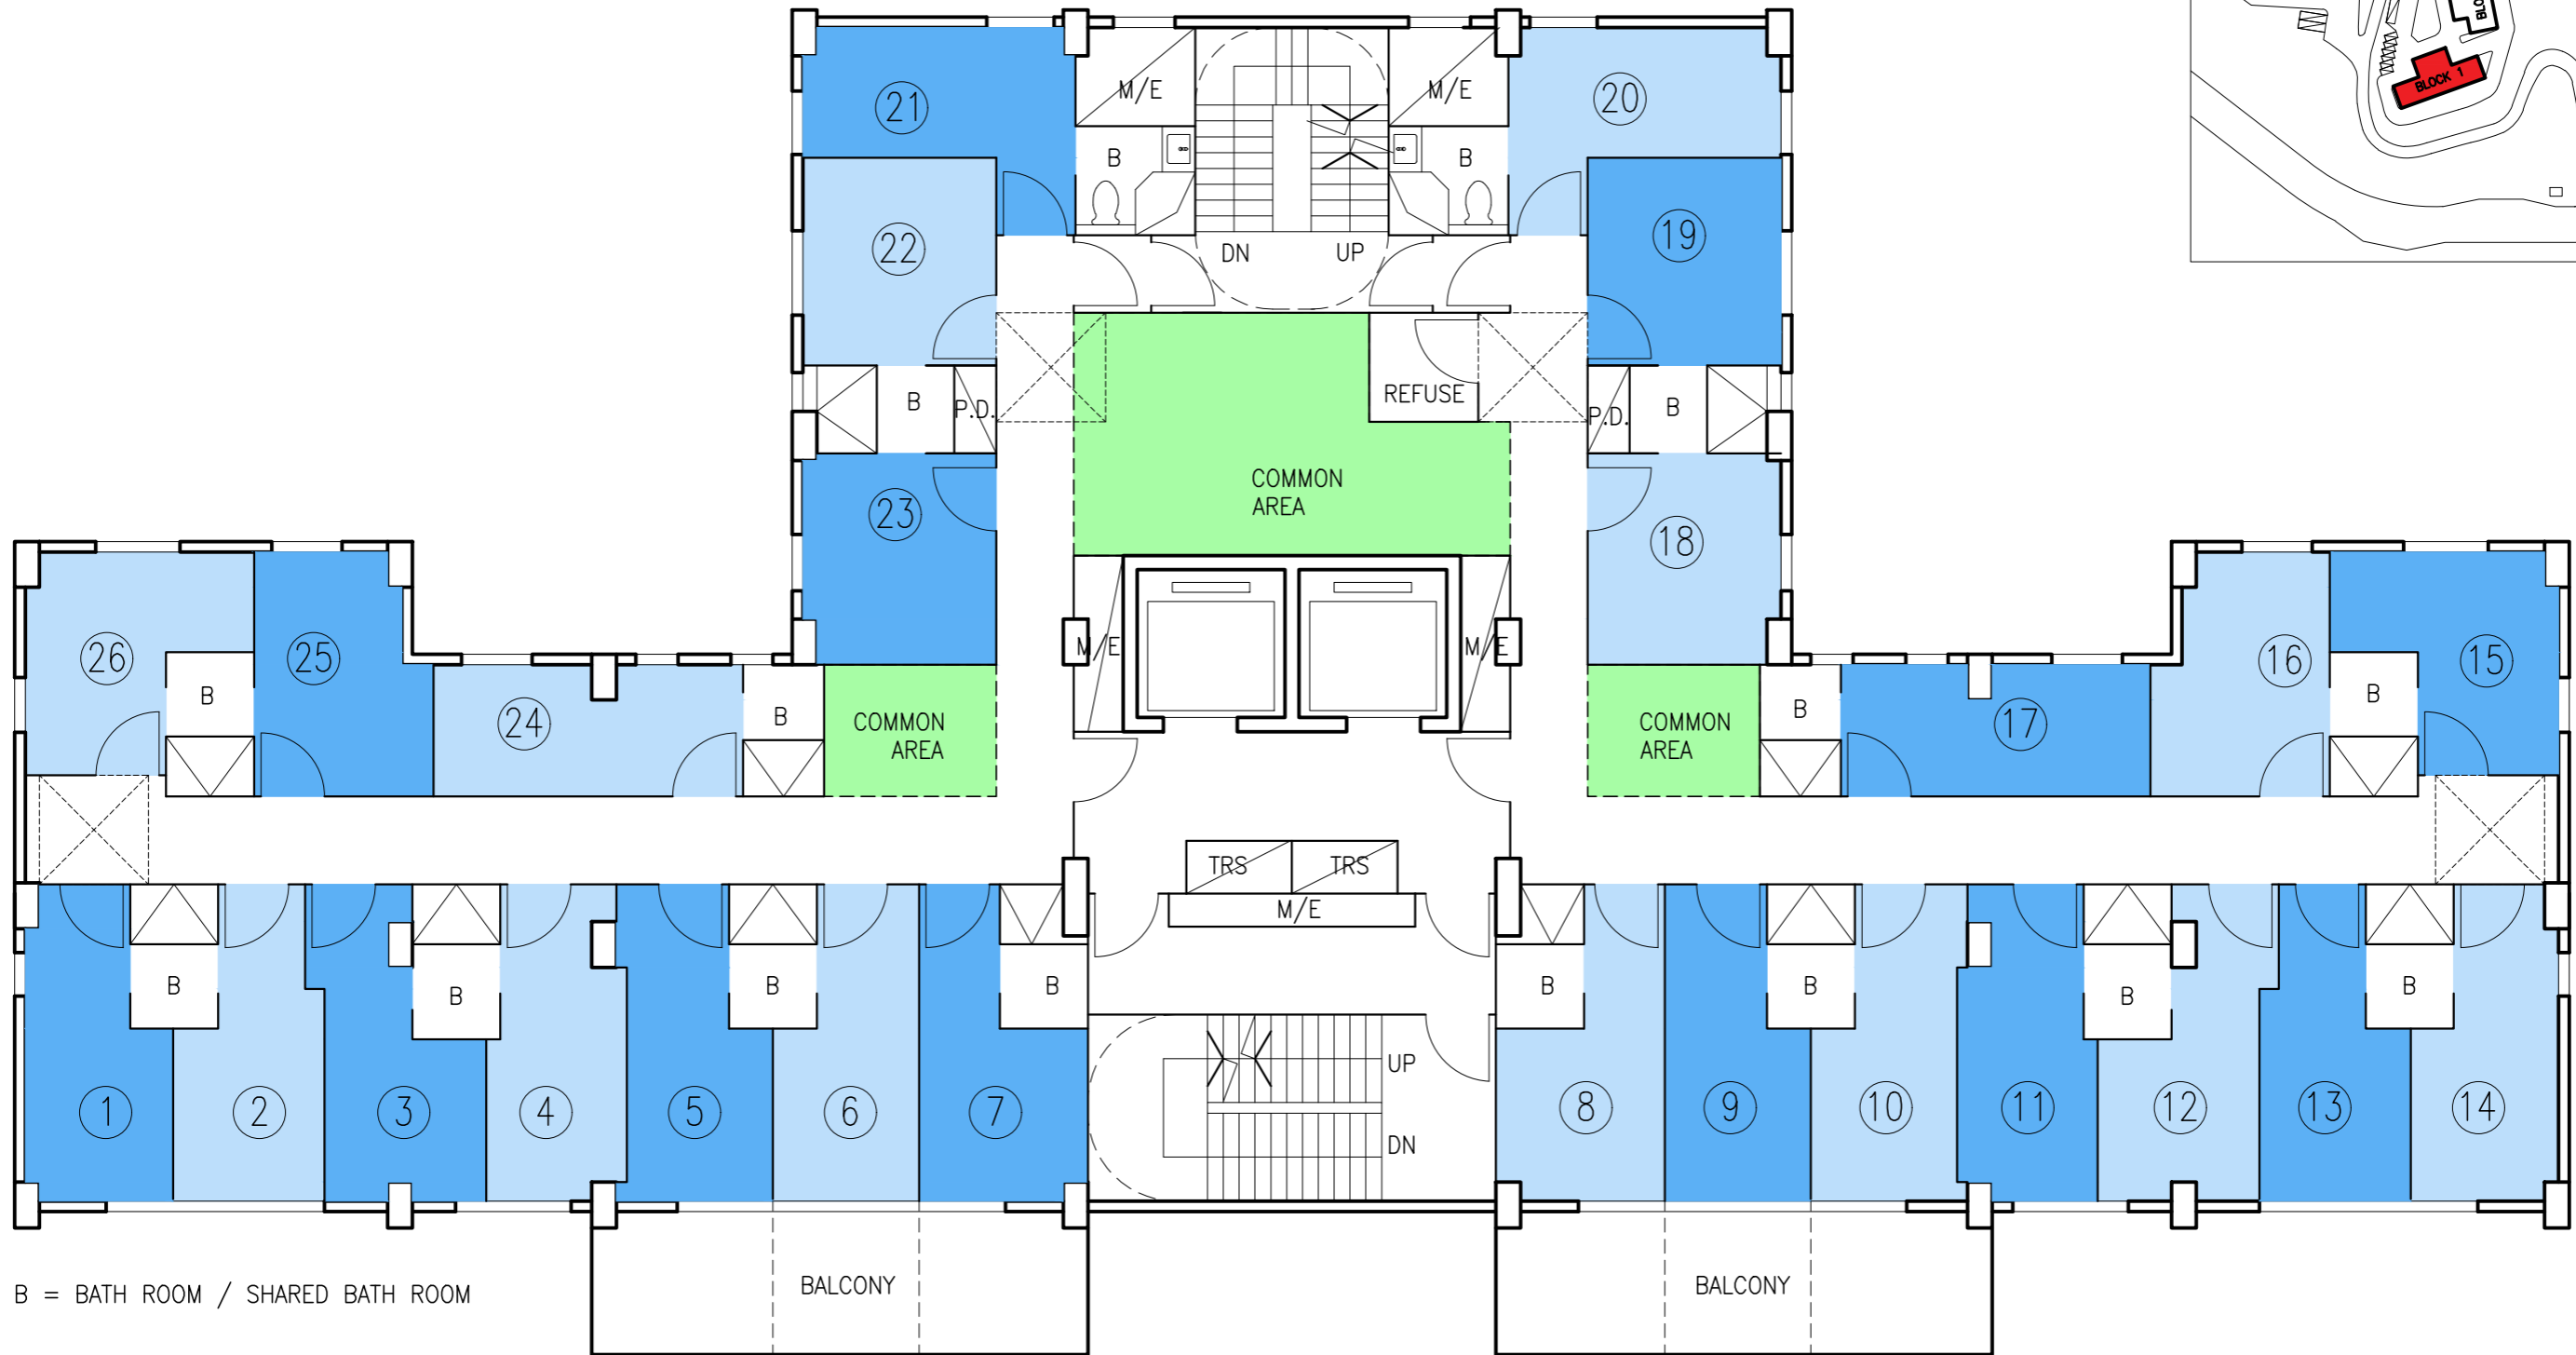 BLO
BLOCK 1
21
M/E
M/E
20
B
B
22
DN
UP
19
B
P.D.
REFUSE
P.D.
B
23
COMMON
AREA
18
26
25
B
24
B
COMMON
AREA
M/E
M/E
COMMON
AREA
B
17
16
B
15
TRS
TRS
M/E
B
B
B
B
B
B
B
B
1
2
3
4
5
6
7
UP
DN
8
9
10
11
12
13
14
BALCONY
BALCONY
B = BATH ROOM / SHARED BATH ROOM